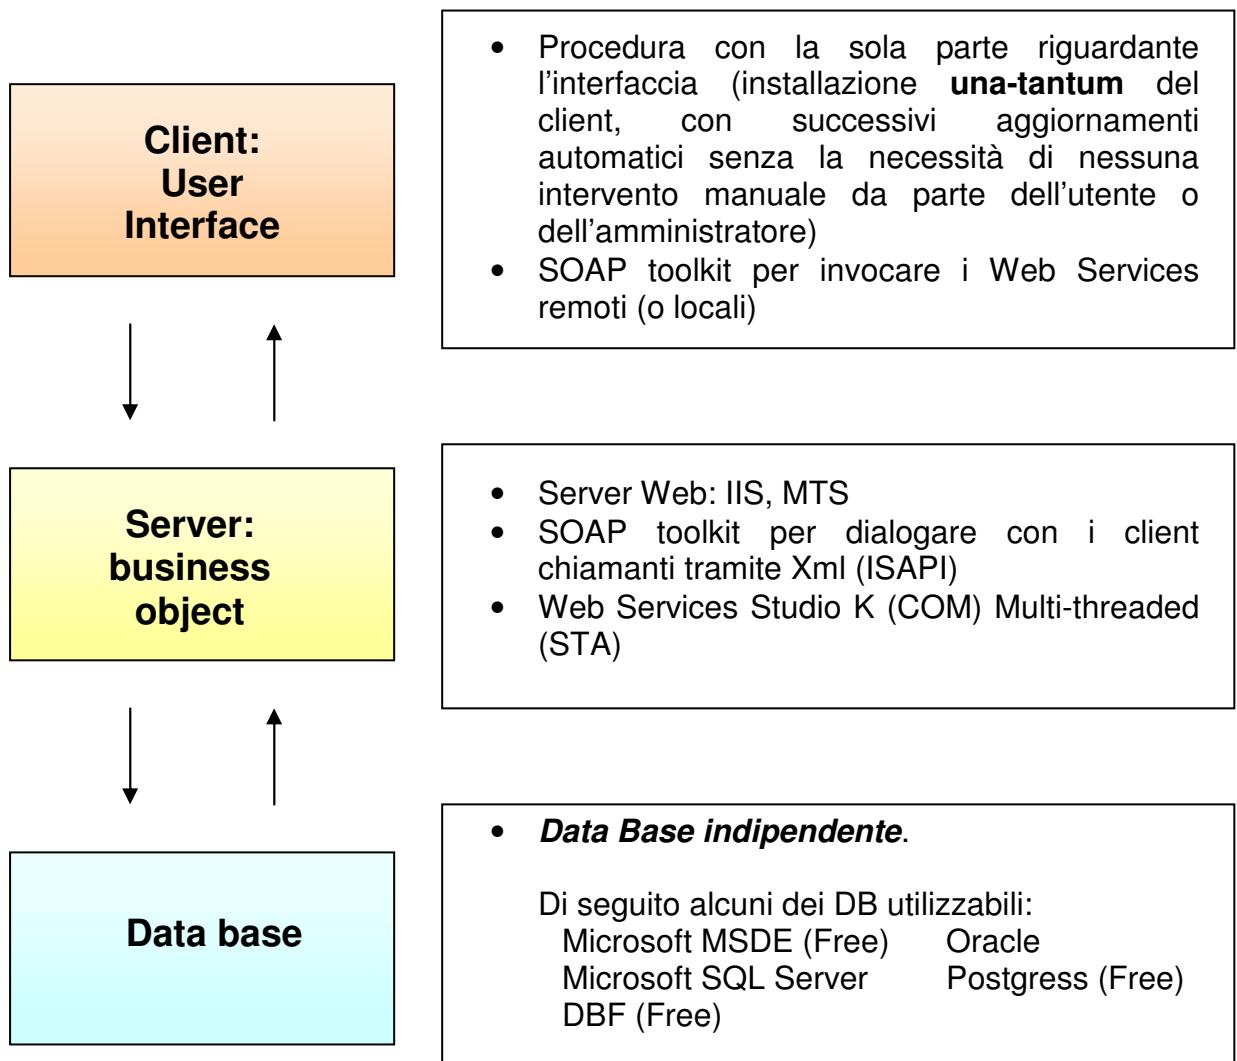 Client:
User
Interface
• Procedura con la sola parte riguardante
l'interfaccia (installazione una-tantum del
client, con successivi aggiornamenti
automatici senza la necessità di nessuna
intervento manuale da parte dell'utente o
dell'amministratore)
• SOAP toolkit per invocare i Web Services
remoti (o locali)
Server:
business
object
• Server Web: IIS, MTS
• SOAP toolkit per dialogare con i client
chiamanti tramite Xml (ISAPI)
• Web Services Studio K (COM) Multi-threaded
(STA)
Data base
• Data Base indipendente.
Di seguito alcuni dei DB utilizzabili:
Microsoft MSDE (Free) Oracle
Microsoft SQL Server Postgress (Free)
DBF (Free)